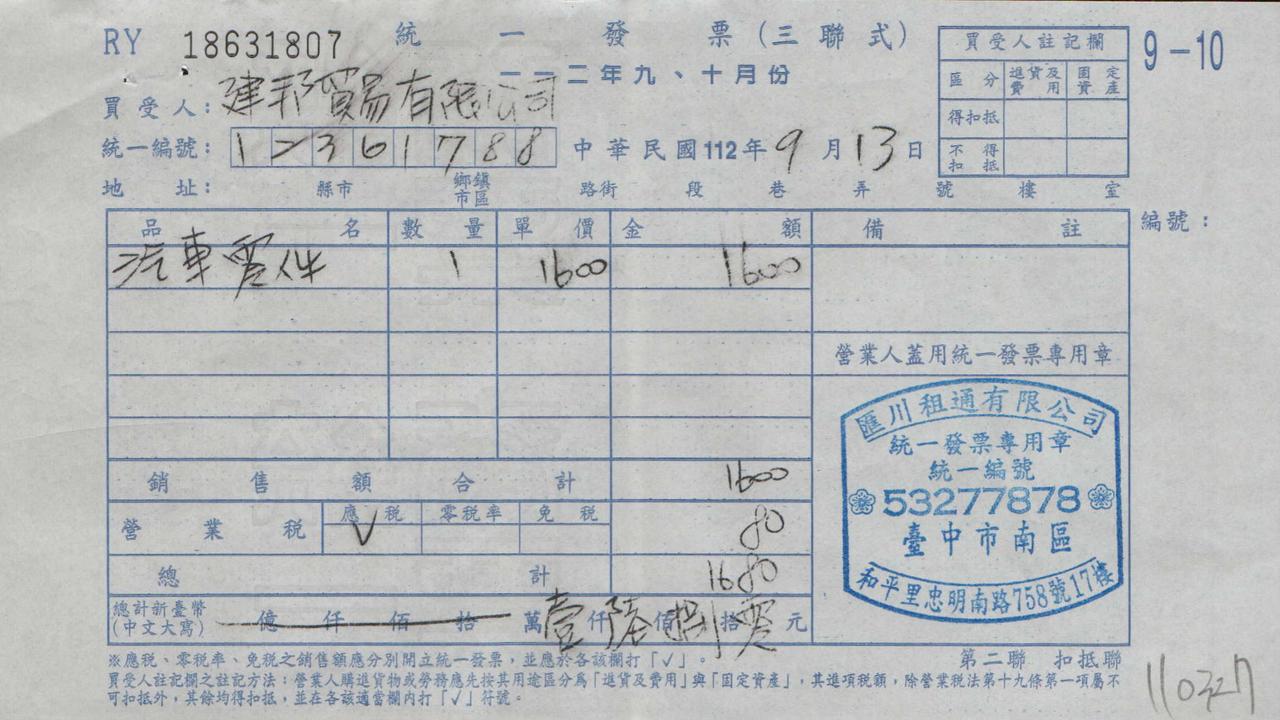 RY 18631807 統一發票(三聯式)
一一二年九、十月份
9-10
買受人註記欄
區分 進貨及費用 固定資產
得扣抵
不得扣抵
買受人:建邦貿易有限公司
統一編號:12361788 中華民國112年9月13日
地址: 縣市 鄉鎮市區 路街 段 巷 弄 號 樓 室
編號:
品名 數量 單價 金額 備註
汽車零件 1 1600 1600
營業人蓋用統一發票專用章
匯川租通有限公司
統一發票專用章
統一編號
53277878
臺中市南區
和平里忠明南路758號17樓
銷售額合計 1600
營業稅 應稅 零稅率 免稅 80
V
總計 1680
總計新臺幣(中文大寫) 億仟佰拾萬壹仟陸佰捌拾零元
※應稅、零稅率、免稅之銷售額應分別開立統一發票,並應於各該欄打「✓」。
第二聯 扣抵聯
買受人註記欄之註記方法:營業人購進貨物或勞務應先按其用途區分為「進貨及費用」與「固定資產」,其進項稅額,除營業稅法第十九條第一項屬不
可扣抵外,其餘均得扣抵,並在各該適當欄內打「✓」符號。
110327